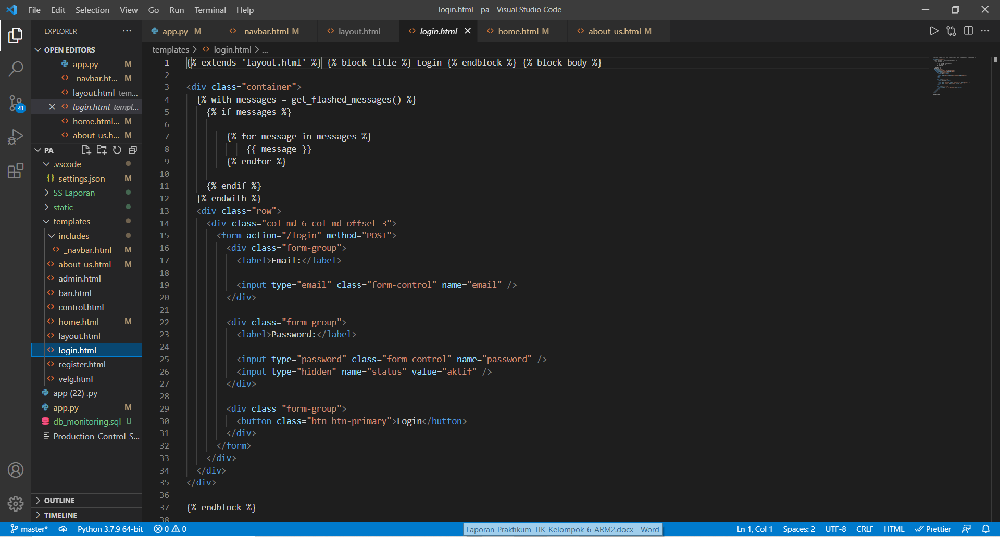 File Edit Selection View Go Run Terminal Help
login.html - pa - Visual Studio Code
EXPLORER
OPEN EDITORS
app.py M
_navbar.ht... M
layout.html tem...
login.html templ...
home.html... M
about-us.h... M
PA
.vscode
{} settings.json M
SS Laporan
static
templates
includes
_navbar.html M
about-us.html M
admin.html
ban.html
control.html
home.html M
layout.html
login.html
register.html
velg.html
app (22) .py
app.py M
db_monitoring.sql U
Production_Control_S...
OUTLINE
TIMELINE
41
app.py M _navbar.html M layout.html login.html home.html M about-us.html M
templates > login.html > ...
1 {% extends 'layout.html' %} {% block title %} Login {% endblock %} {% block body %}
2
3 <div class="container">
4 {% with messages = get_flashed_messages() %}
5 {% if messages %}
6
7 {% for message in messages %}
8 {{ message }}
9 {% endfor %}
10
11 {% endif %}
12 {% endwith %}
13 <div class="row">
14 <div class="col-md-6 col-md-offset-3">
15 <form action="/login" method="POST">
16 <div class="form-group">
17 <label>Email:</label>
18
19 <input type="email" class="form-control" name="email" />
20 </div>
21
22 <div class="form-group">
23 <label>Password:</label>
24
25 <input type="password" class="form-control" name="password" />
26 <input type="hidden" name="status" value="aktif" />
27 </div>
28
29 <div class="form-group">
30 <button class="btn btn-primary">Login</button>
31 </div>
32 </form>
33 </div>
34 </div>
35 </div>
36
37 {% endblock %}
38
master* Python 3.7.9 64-bit 0 0 Laporan_Praktikum_TIK_Kelompok_6_ARM2.docx - Word Ln 1, Col 1 Spaces: 2 UTF-8 CRLF HTML Prettier